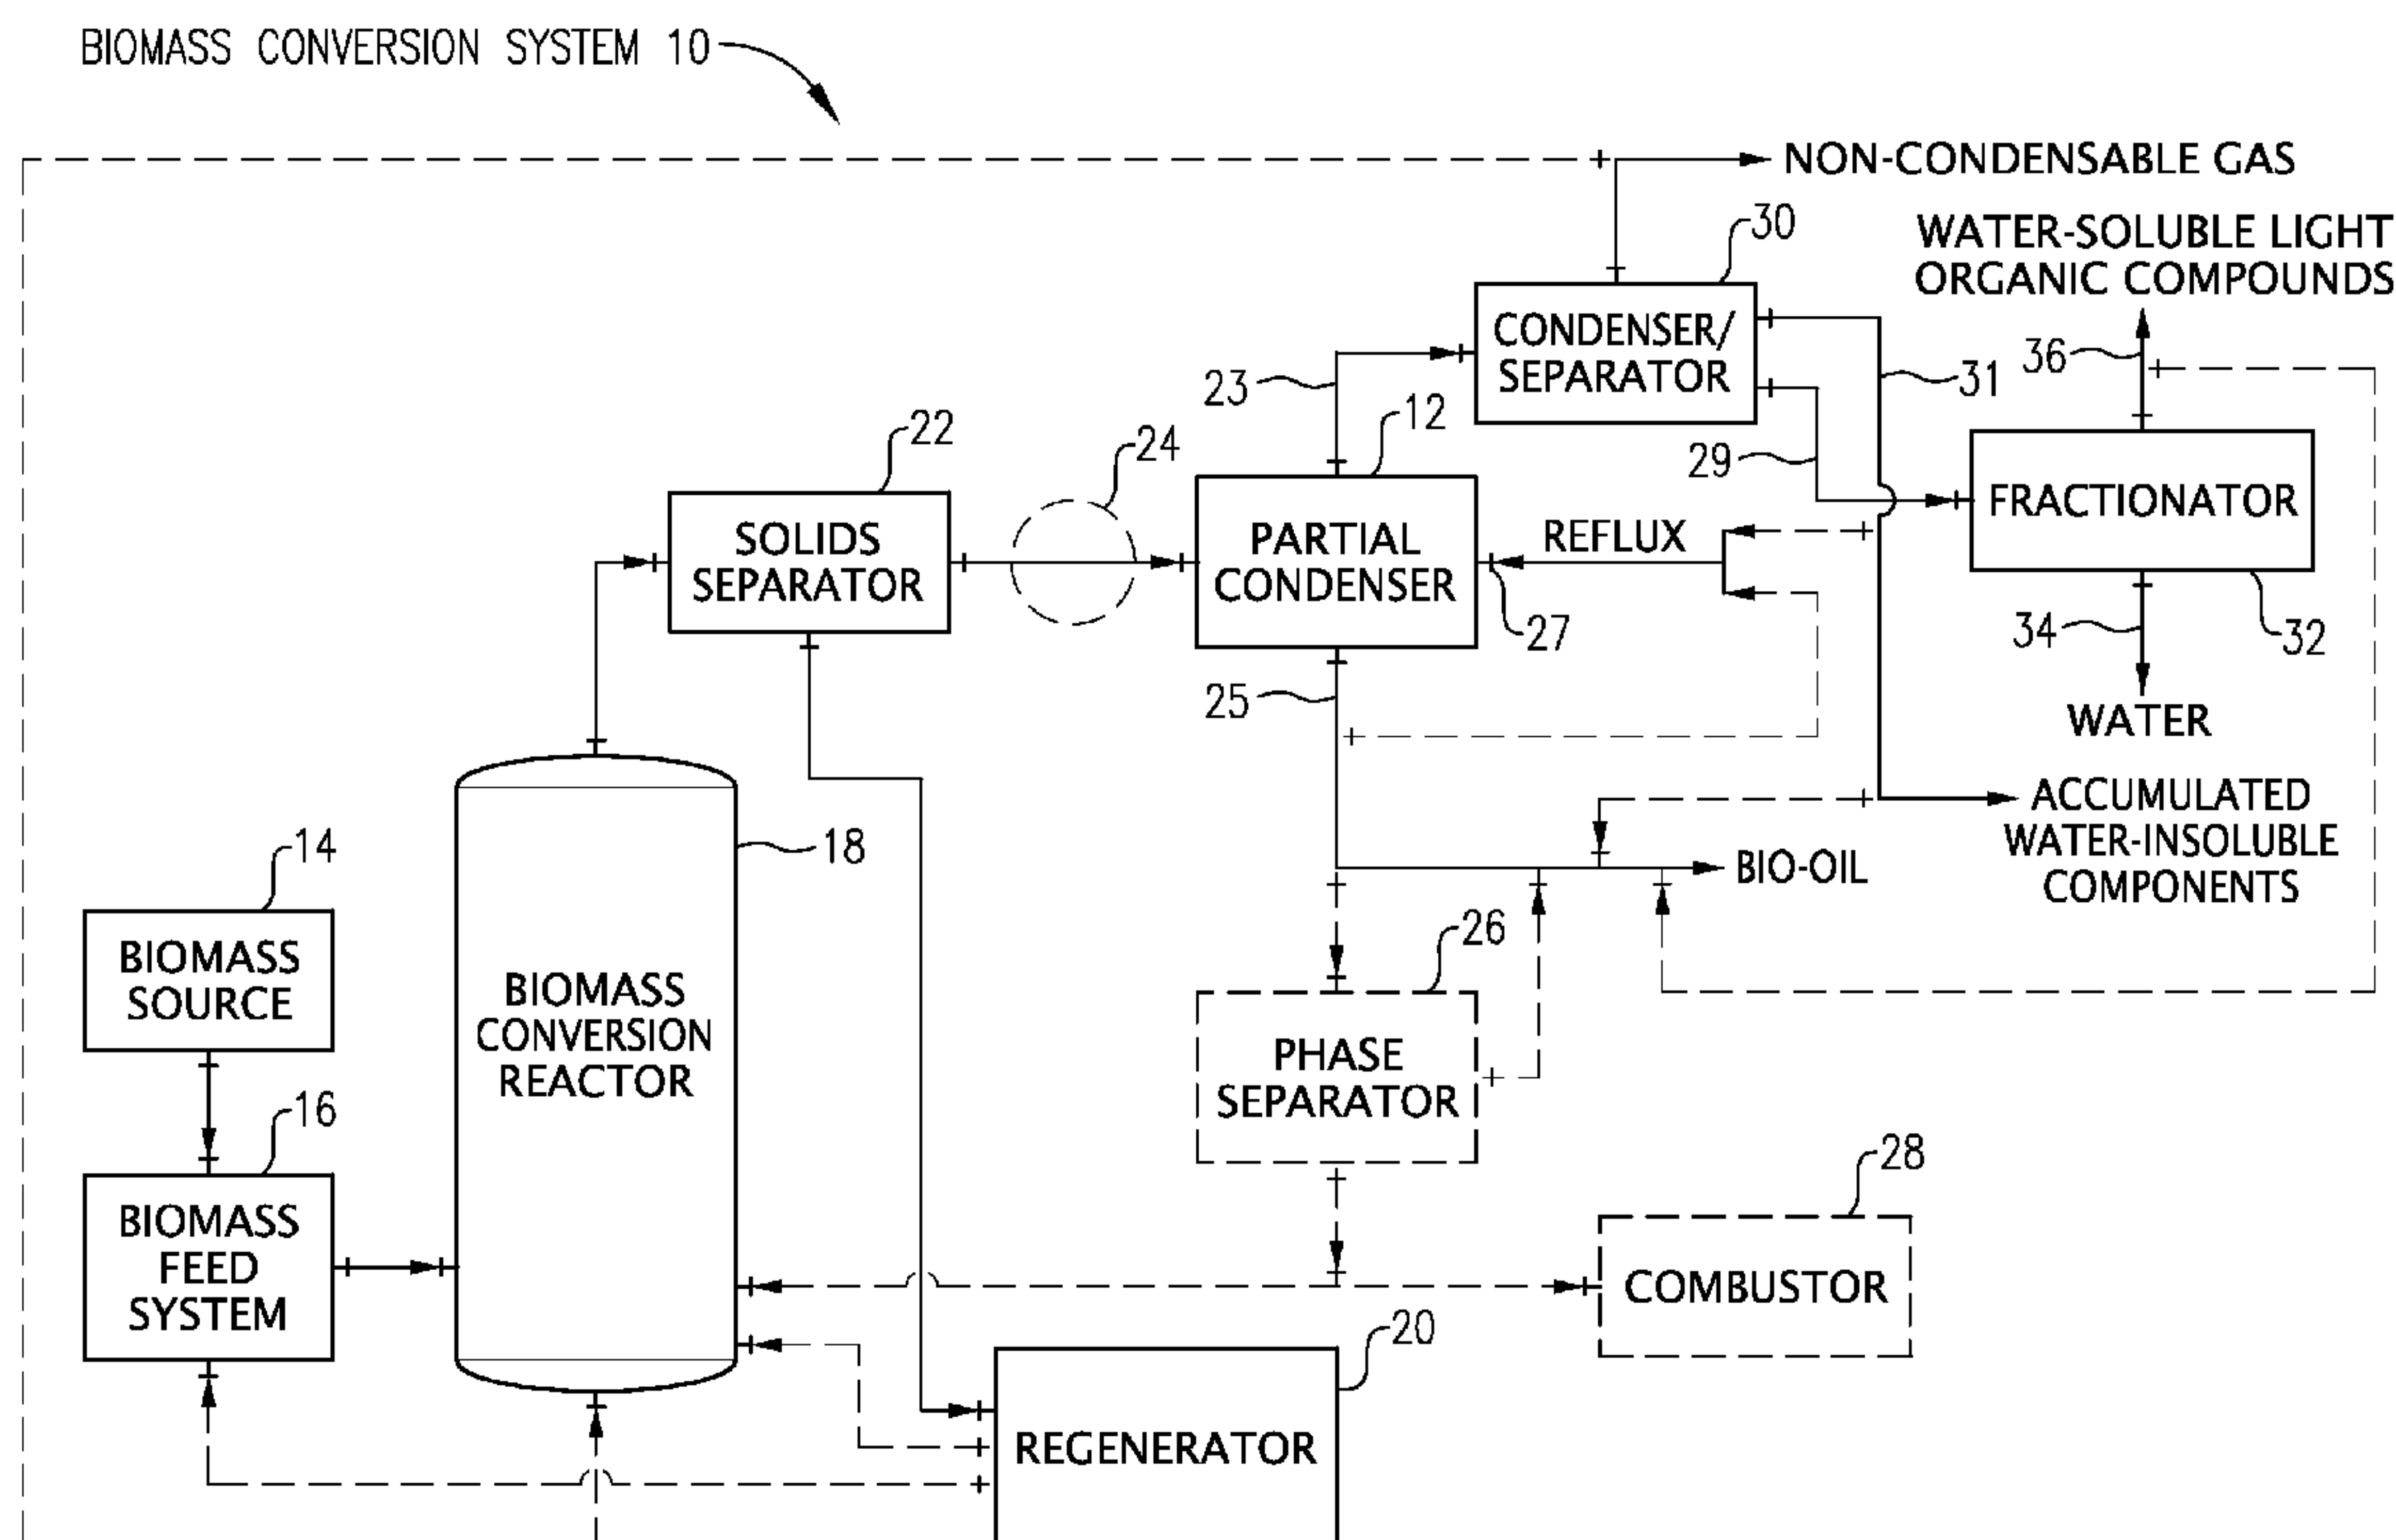 BIOMASS CONVERSION SYSTEM 10
NON-CONDENSABLE GAS
WATER-SOLUBLE LIGHT
ORGANIC COMPOUNDS
30
CONDENSER/
SEPARATOR
36
31
23
12
29
22
24
FRACTIONATOR
SOLIDS
SEPARATOR
PARTIAL
CONDENSER
REFLUX
27
34
32
25
WATER
ACCUMULATED
WATER-INSOLUBLE
COMPONENTS
14
18
BIO-OIL
BIOMASS
SOURCE
BIOMASS
CONVERSION
REACTOR
26
PHASE
SEPARATOR
16
28
BIOMASS
FEED
SYSTEM
COMBUSTOR
20
REGENERATOR